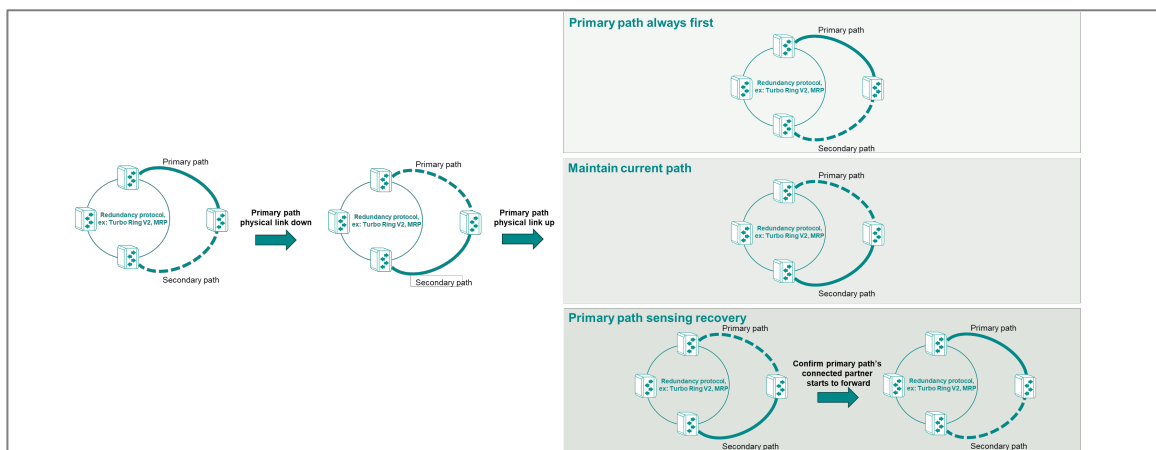 Primary path
Redundancy protocol,
ex: Turbo Ring V2, MRP
Secondary path
Primary path
physical link down
Primary path
Redundancy protocol,
ex: Turbo Ring V2, MRP
Secondary path
Primary path
physical link up
Primary path always first
Primary path
Redundancy protocol,
ex: Turbo Ring V2, MRP
Secondary path
Maintain current path
Primary path
Redundancy protocol,
ex: Turbo Ring V2, MRP
Secondary path
Primary path sensing recovery
Primary path
Redundancy protocol,
ex: Turbo Ring V2, MRP
Secondary path
Confirm primary path's
connected partner
starts to forward
Primary path
Redundancy protocol,
ex: Turbo Ring V2, MRP
Secondary path